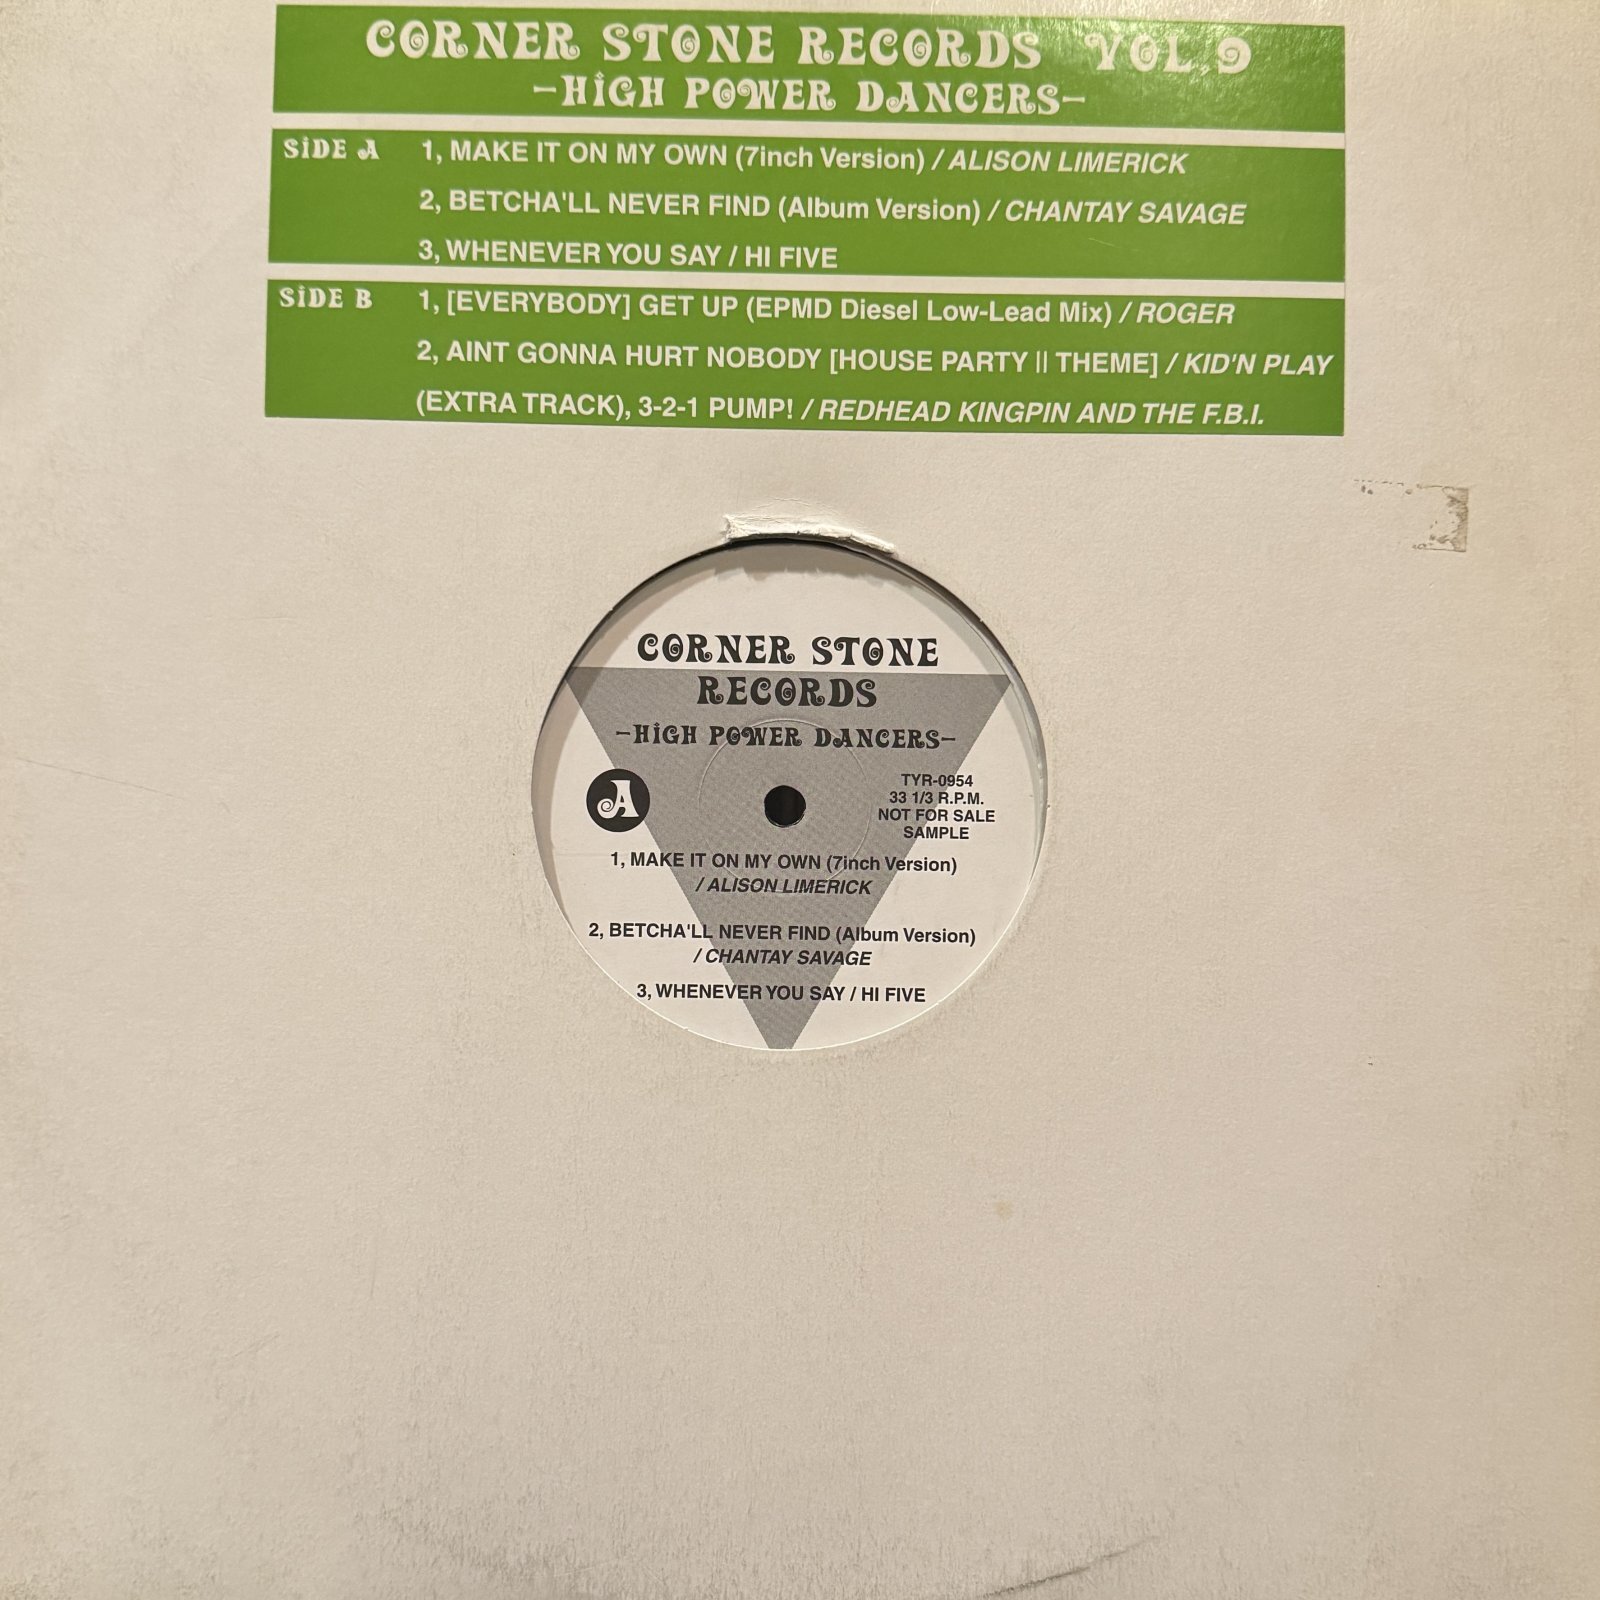 CORNER STONE RECORDS VOL.9
-HiGH POWER DANCERS-
SiDE A 1, MAKE IT ON MY OWN (7inch Version) / ALISON LIMERICK
2, BETCHA'LL NEVER FIND (Album Version) / CHANTAY SAVAGE
3, WHENEVER YOU SAY / HI FIVE
SiDE B 1, [EVERYBODY] GET UP (EPMD Diesel Low-Lead Mix) / ROGER
2, AINT GONNA HURT NOBODY [HOUSE PARTY || THEME] / KID'N PLAY
(EXTRA TRACK), 3-2-1 PUMP! / REDHEAD KINGPIN AND THE F.B.I.
CORNER STONE
RECORDS
-HiGH POWER DANCERS-
A
TYR-0954
33 1/3 R.P.M.
NOT FOR SALE
SAMPLE
1, MAKE IT ON MY OWN (7inch Version)
/ ALISON LIMERICK
2, BETCHA'LL NEVER FIND (Album Version)
/ CHANTAY SAVAGE
3, WHENEVER YOU SAY / HI FIVE